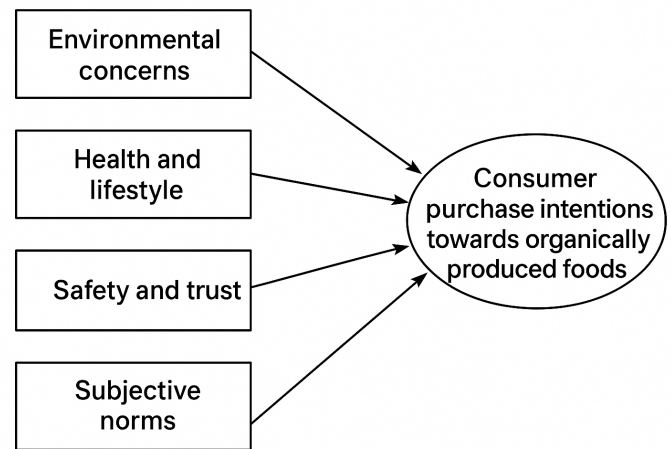 Environmental
concerns
Health and
lifestyle
Safety and trust
Subjective
norms
Consumer
purchase intentions
towards organically
produced foods